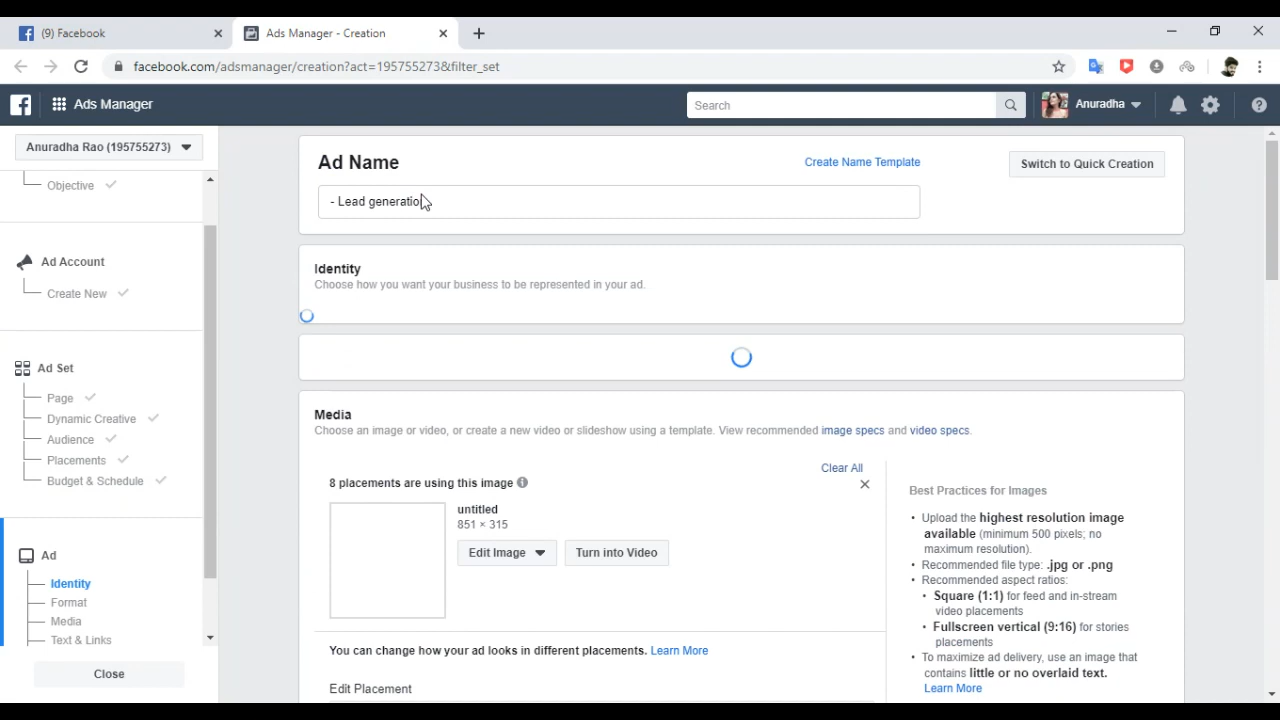 (9) Facebook
Ads Manager - Creation
facebook.com/adsmanager/creation?act=195755273&filter_set
Ads Manager
Search
Anuradha
Anuradha Rao (195755273)
Objective
Ad Account
Create New
Ad Set
Page
Dynamic Creative
Audience
Placements
Budget & Schedule
Ad
Identity
Format
Media
Text & Links
Close
Ad Name
Create Name Template
Switch to Quick Creation
- Lead generation
Identity
Choose how you want your business to be represented in your ad.
Media
Choose an image or video, or create a new video or slideshow using a template. View recommended image specs and video specs.
Clear All
8 placements are using this image
untitled
851 × 315
Edit Image
Turn into Video
You can change how your ad looks in different placements. Learn More
Edit Placement
Best Practices for Images
• Upload the highest resolution image
available (minimum 500 pixels; no
maximum resolution).
• Recommended file type: .jpg or .png
• Recommended aspect ratios:
• Square (1:1) for feed and in-stream
video placements
• Fullscreen vertical (9:16) for stories
placements
• To maximize ad delivery, use an image that
contains little or no overlaid text.
Learn More